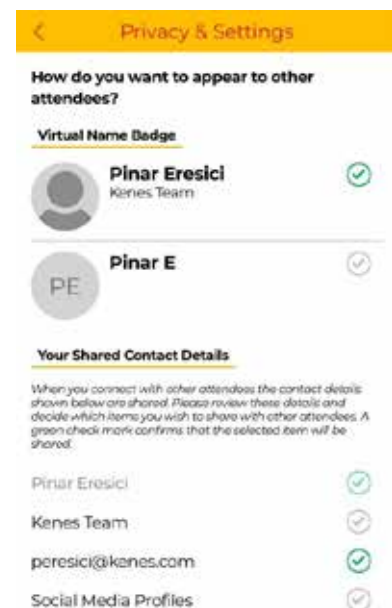 Privacy & Settings
How do you want to appear to other
attendees?
Virtual Name Badge
Pinar Eresici
Kenes Team
PE
Pinar E
Your Shared Contact Details
When you connect with other attendees the contact details
shown below are shared. Please review these details and
decide which items you wish to share with other attendees. A
green check mark confirms that the selected item will be
shared.
Pinar Eresici
Kenes Team
peresici@kenes.com
Social Media Profiles